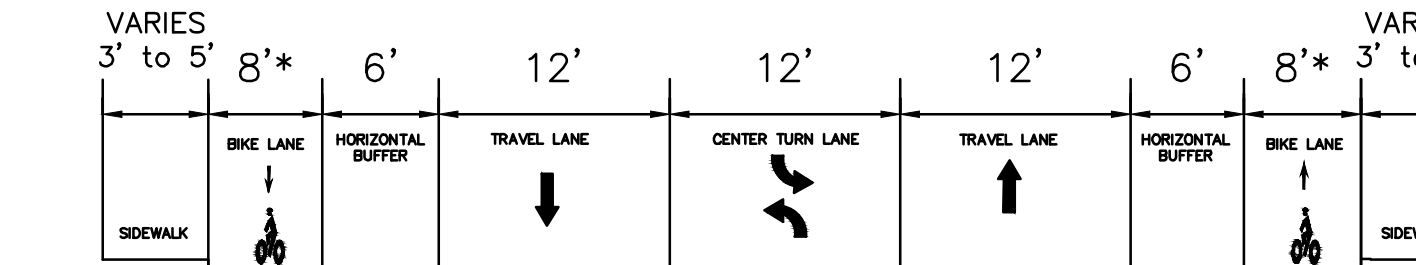 VARIES
3' to 5'
8'*
6'
12'
12'
12'
6'
8'*
BIKE LANE
HORIZONTAL
BUFFER
TRAVEL LANE
CENTER TURN LANE
TRAVEL LANE
HORIZONTAL
BUFFER
BIKE LANE
SIDEWALK